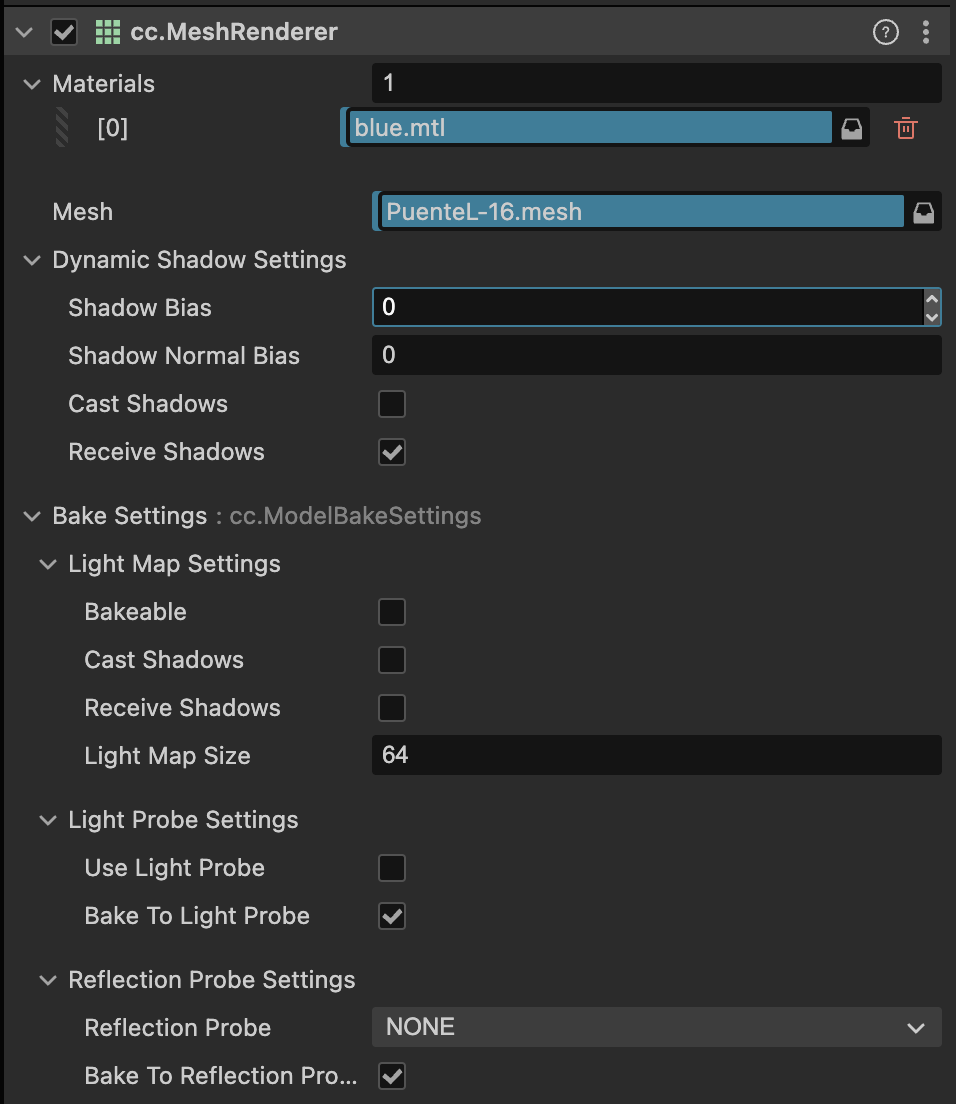 cc.MeshRenderer
Materials 1
[0] blue.mtl
Mesh PuenteL-16.mesh
Dynamic Shadow Settings
Shadow Bias 0
Shadow Normal Bias 0
Cast Shadows
Receive Shadows
Bake Settings : cc.ModelBakeSettings
Light Map Settings
Bakeable
Cast Shadows
Receive Shadows
Light Map Size 64
Light Probe Settings
Use Light Probe
Bake To Light Probe
Reflection Probe Settings
Reflection Probe NONE
Bake To Reflection Pro...